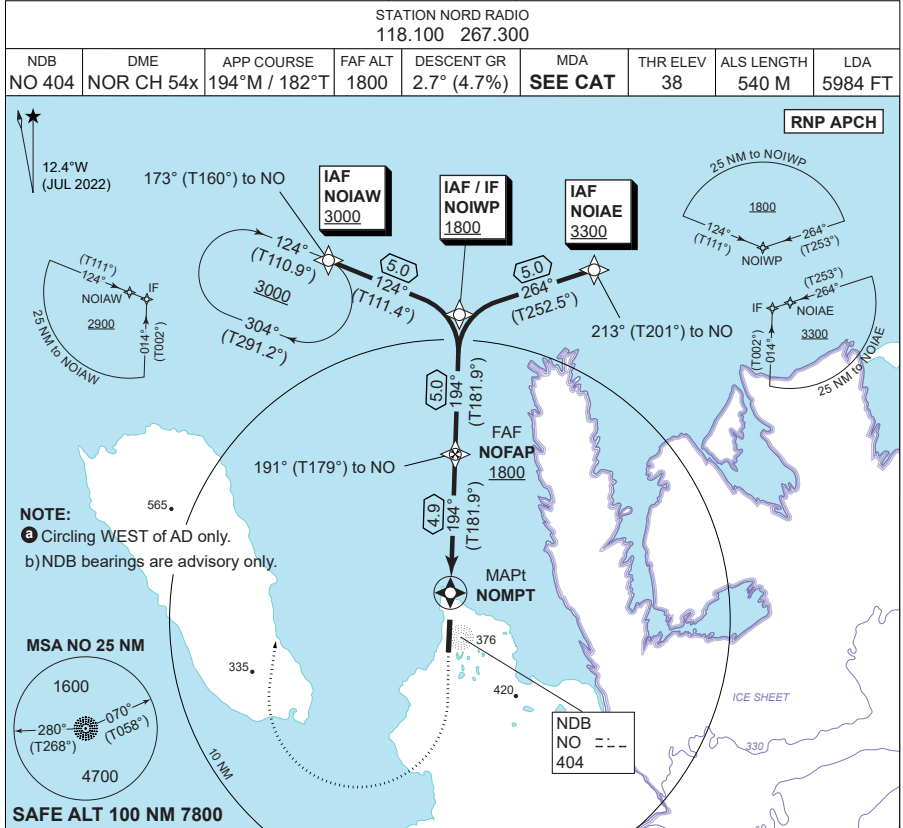 STATION NORD RADIO
118.100 267.300
NDB
NO 404
DME
NOR CH 54x
APP COURSE
194°M / 182°T
FAF ALT
1800
DESCENT GR
2.7° (4.7%)
MDA
SEE CAT
THR ELEV
38
ALS LENGTH
540 M
LDA
5984 FT
RNP APCH
12.4°W
(JUL 2022)
173° (T160°) to NO
IAF
NOIAW
3000
IAF / IF
NOIWP
1800
IAF
NOIAE
3300
25 NM to NOIWP
1800
124°
(T111°)
264°
(T253°)
NOIWP
124°
(T110.9°)
3000
304°
(T291.2°)
5.0
124°
(T111.4°)
5.0
264°
(T252.5°)
213° (T201°) to NO
(T111°)
124°
NOIAW
IF
2900
014°
(T002°)
25 NM to NOIAW
(T253°)
264°
IF
NOIAE
3300
014°
(T002°)
25 NM to NOIAE
5.0
194°
(T181.9°)
FAF
NOFAP
1800
191° (T179°) to NO
4.9
194°
(T181.9°)
565
NOTE:
a Circling WEST of AD only.
b) NDB bearings are advisory only.
MAPt
NOMPT
376
335
420
MSA NO 25 NM
1600
070°
(T058°)
280°
(T268°)
4700
10 NM
NDB
NO
404
ICE SHEET
330
SAFE ALT 100 NM 7800